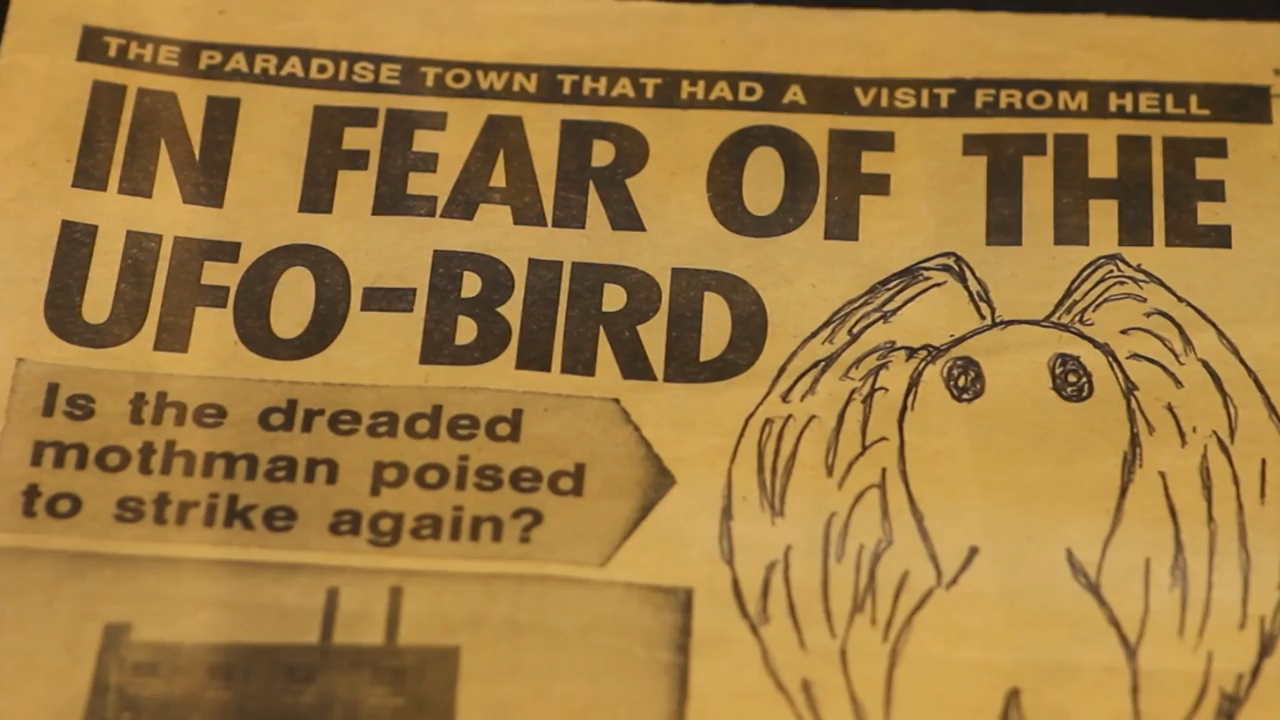 THE PARADISE TOWN THAT HAD A VISIT FROM HELL
IN FEAR OF THE
UFO-BIRD
Is the dreaded
mothman poised
to strike again?